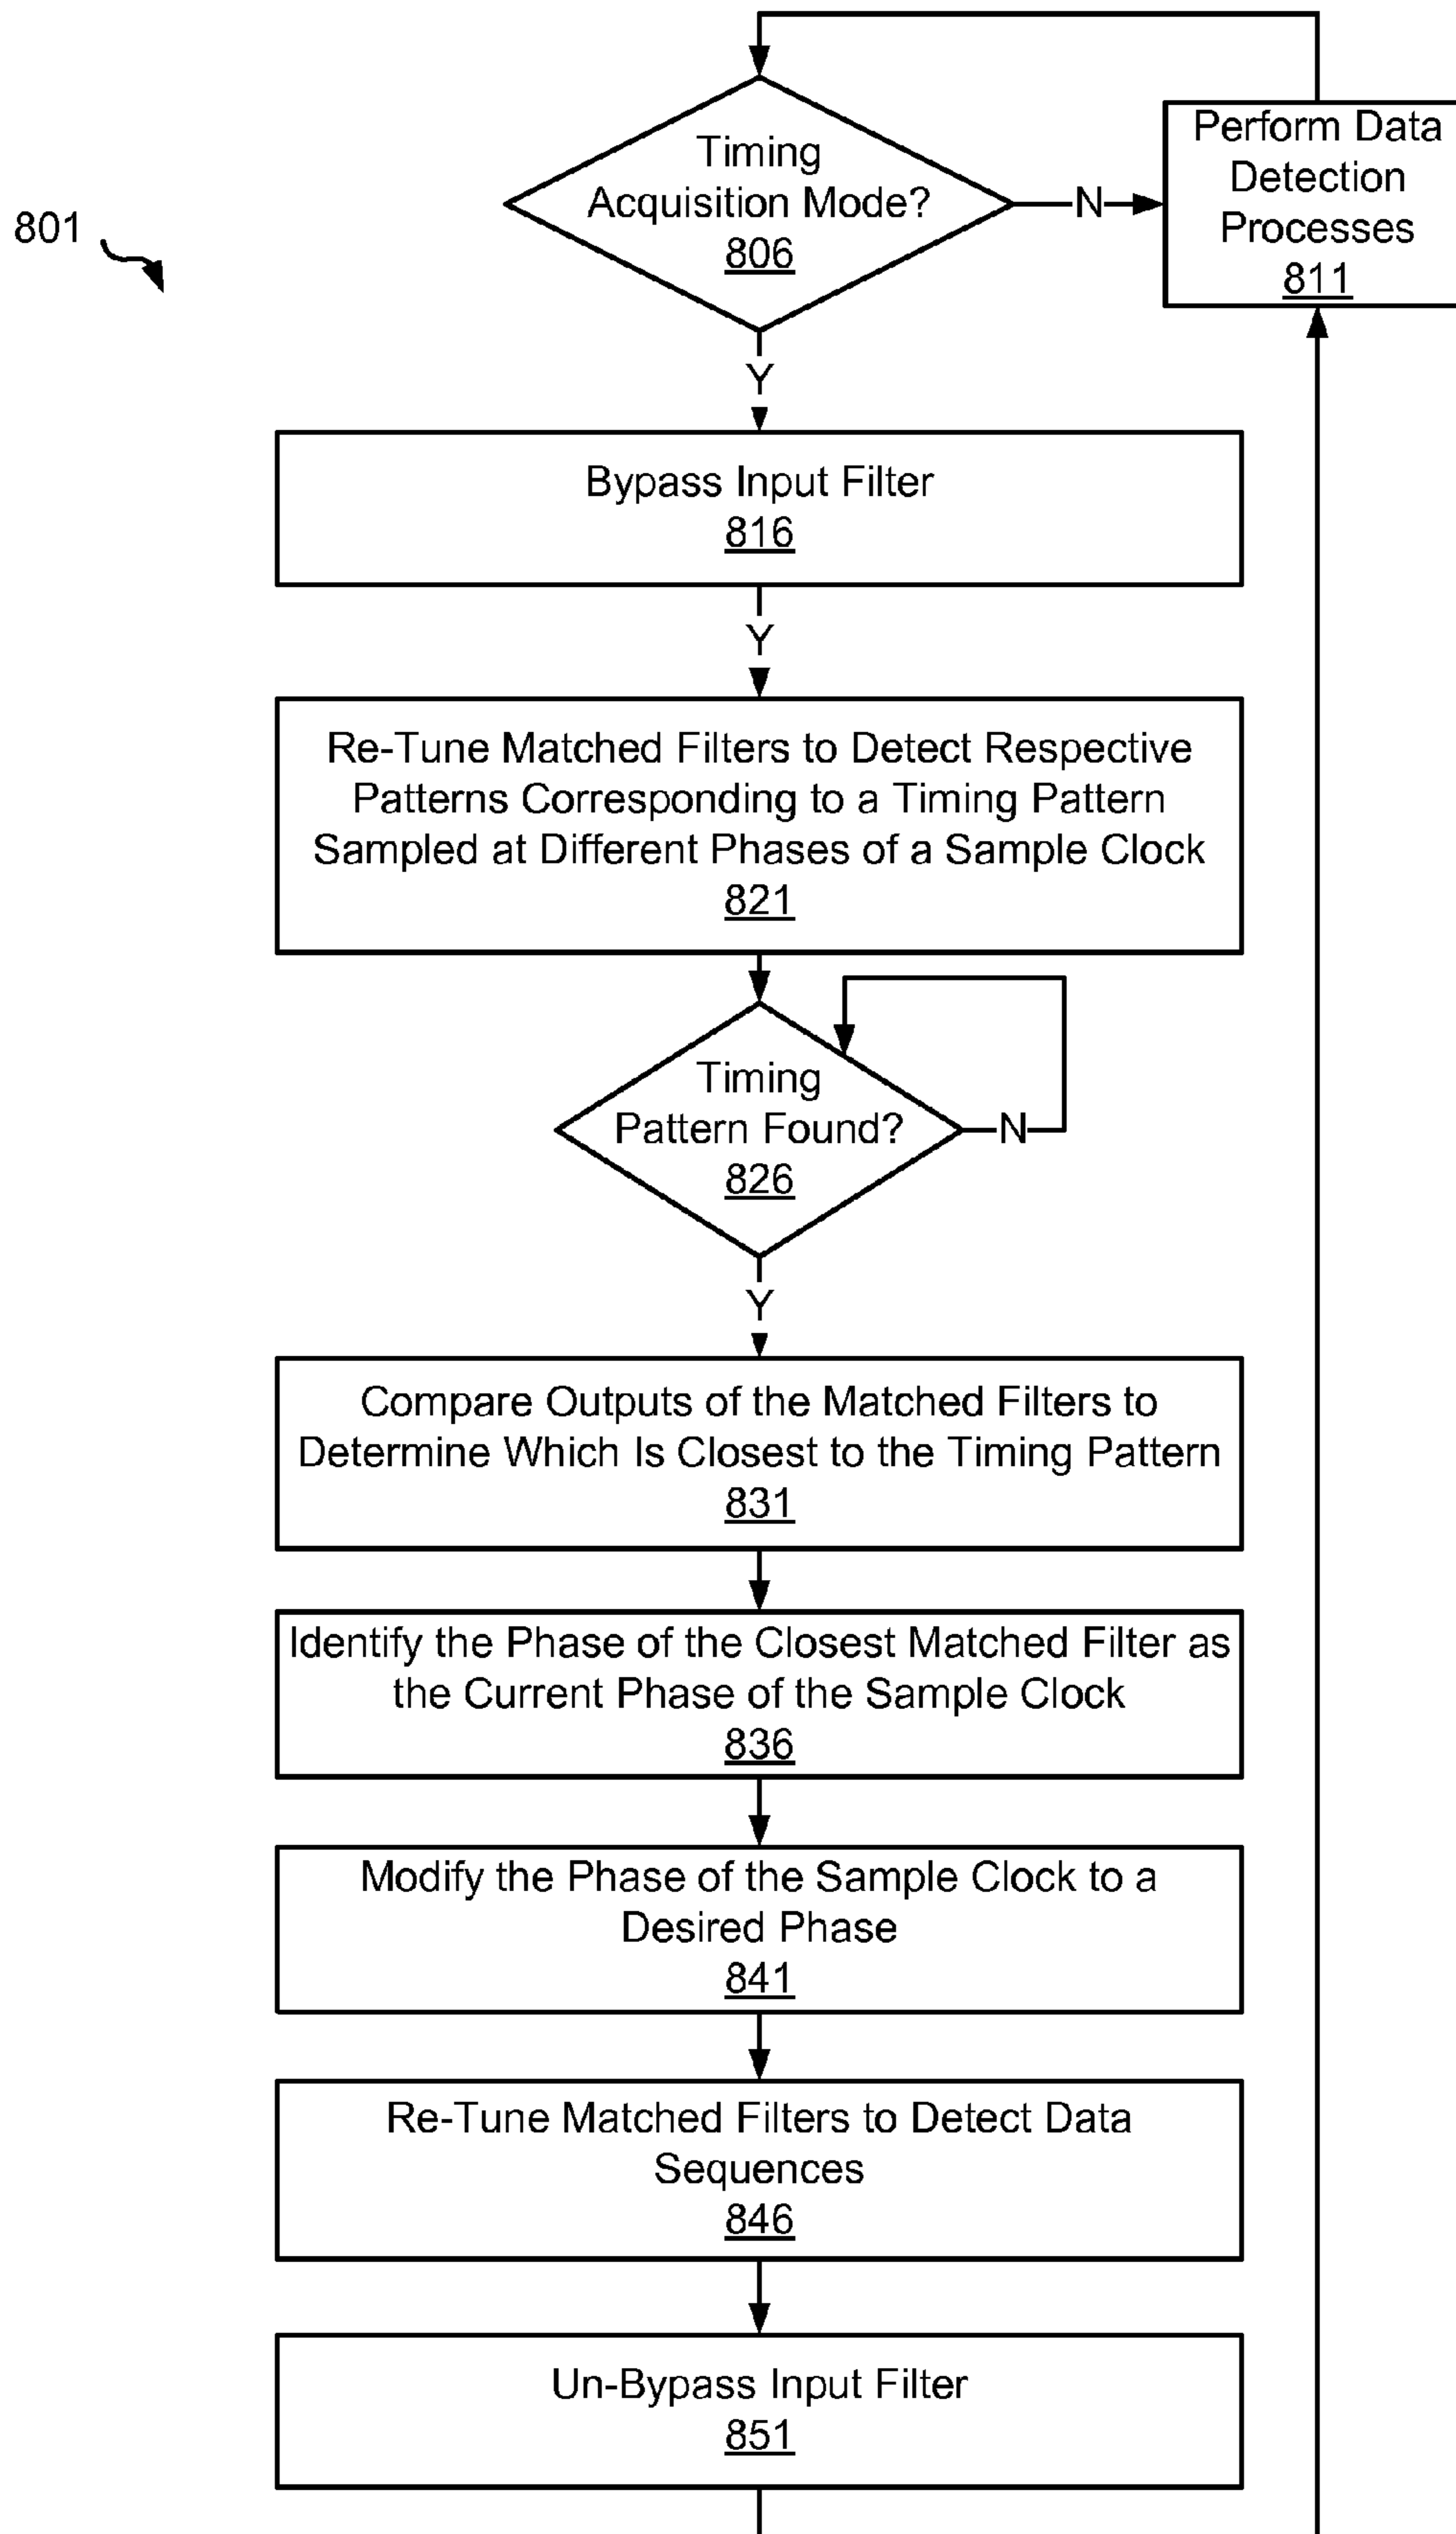 801
Timing
Acquisition Mode?
806
N
Perform Data
Detection
Processes
811
Y
Bypass Input Filter
816
Y
Re-Tune Matched Filters to Detect Respective
Patterns Corresponding to a Timing Pattern
Sampled at Different Phases of a Sample Clock
821
Timing
Pattern Found?
826
N
Y
Compare Outputs of the Matched Filters to
Determine Which Is Closest to the Timing Pattern
831
Identify the Phase of the Closest Matched Filter as
the Current Phase of the Sample Clock
836
Modify the Phase of the Sample Clock to a
Desired Phase
841
Re-Tune Matched Filters to Detect Data
Sequences
846
Un-Bypass Input Filter
851